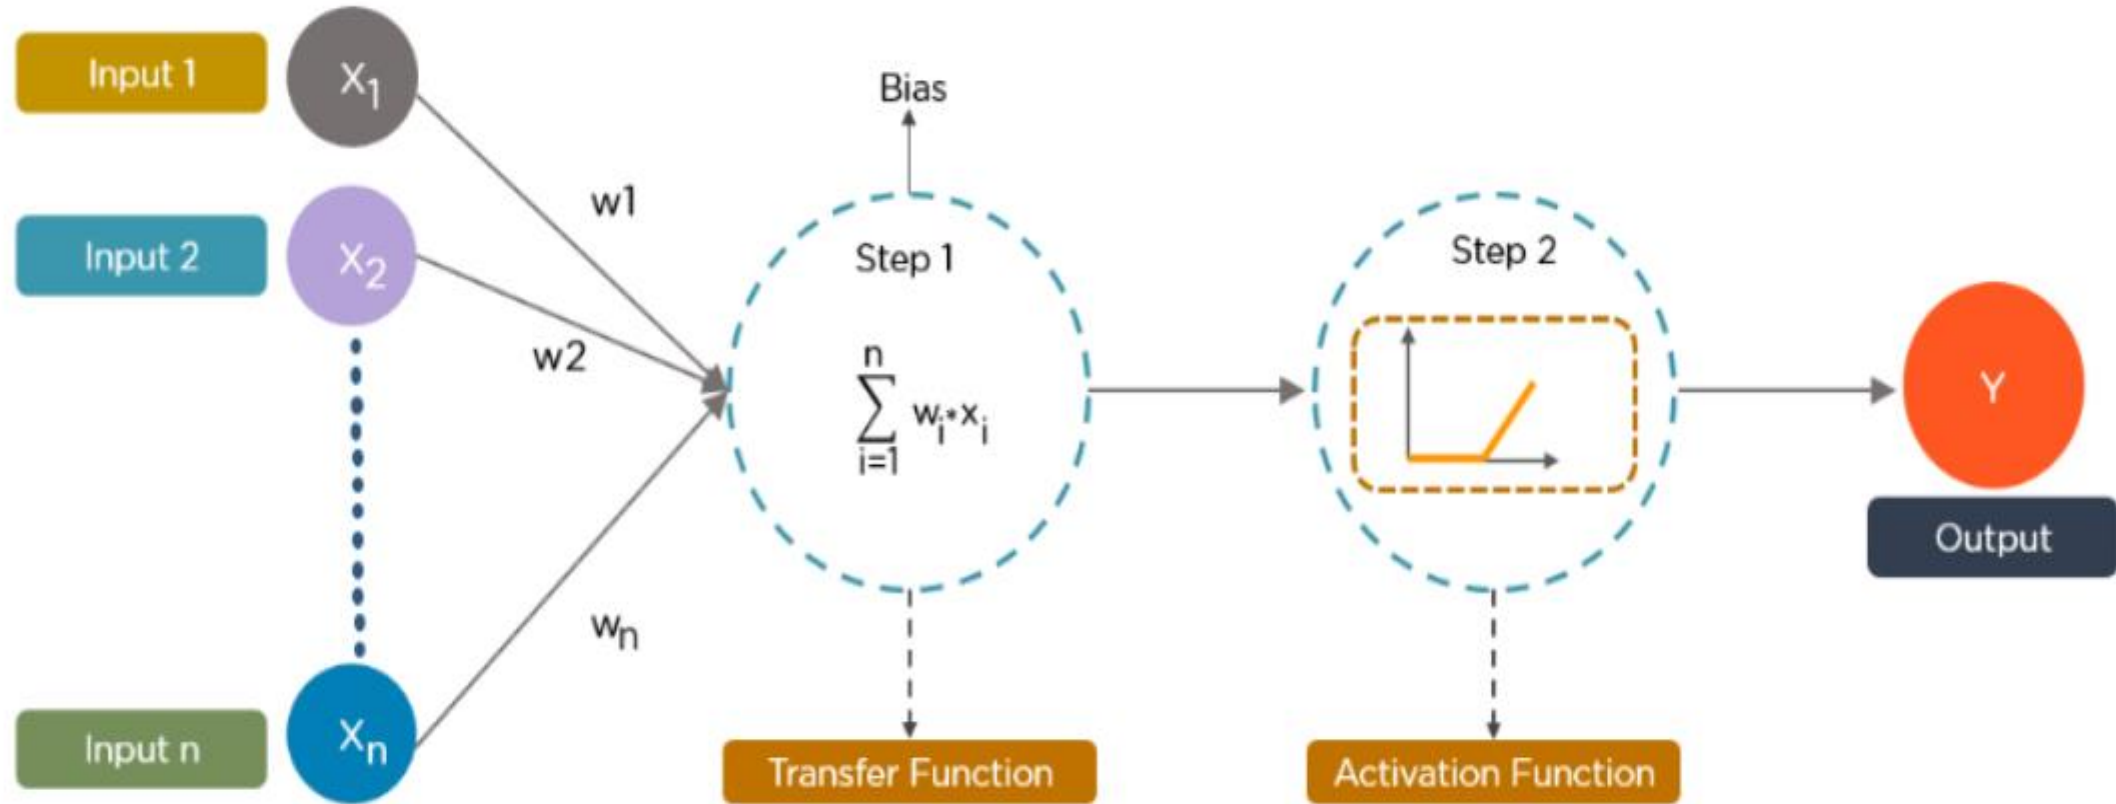 Input 1
X1
Bias
w1
Input 2
X2
Step 1
Step 2
w2
n
∑ wi*xi
i=1
Y
Output
wn
Input n
Xn
Transfer Function
Activation Function